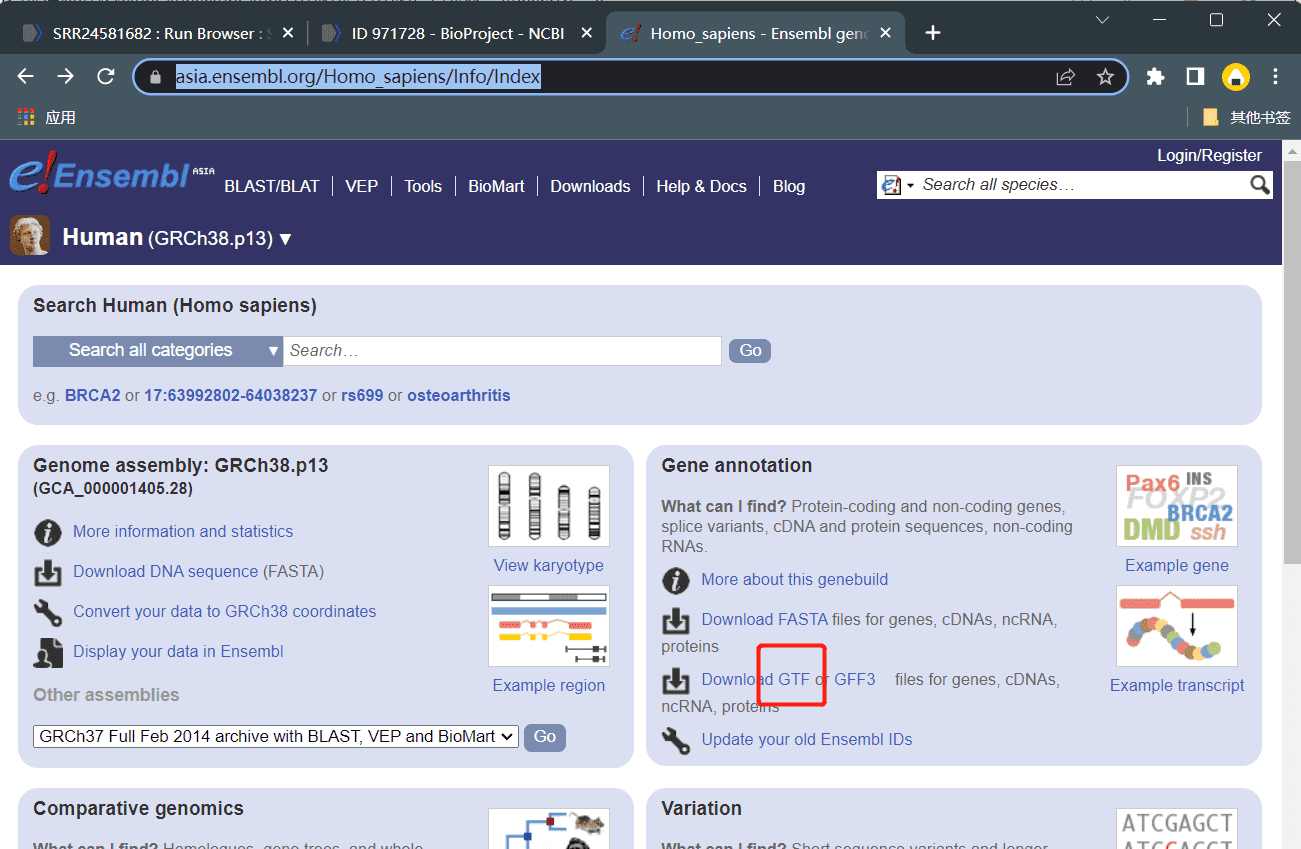 SRR24581682 : Run Browser : S
ID 971728 - BioProject - NCBI
Homo_sapiens - Ensembl geno
asia.ensembl.org/Homo_sapiens/Info/Index
应用
其他书签
Login/Register
e!Ensembl ASIA
BLAST/BLAT
VEP
Tools
BioMart
Downloads
Help & Docs
Blog
Search all species…
Human (GRCh38.p13) ▼
Search Human (Homo sapiens)
Search all categories ▼
Search…
Go
e.g. BRCA2 or 17:63992802-64038237 or rs699 or osteoarthritis
Genome assembly: GRCh38.p13
(GCA_000001405.28)
More information and statistics
Download DNA sequence (FASTA)
Convert your data to GRCh38 coordinates
Display your data in Ensembl
View karyotype
Example region
Other assemblies
GRCh37 Full Feb 2014 archive with BLAST, VEP and BioMart
Go
Gene annotation
What can I find? Protein-coding and non-coding genes,
splice variants, cDNA and protein sequences, non-coding
RNAs.
More about this genebuild
Download FASTA files for genes, cDNAs, ncRNA,
proteins
Download GTF or GFF3 files for genes, cDNAs,
ncRNA, proteins
Update your old Ensembl IDs
Pax6 INS
FOXP2
BRCA2
DMD ssh
Example gene
Example transcript
Comparative genomics
What can I find? Homologues, gene trees, and whole
Variation
What can I find? Short sequence variants and longer
ATCGAGCT
ATCCAGCT